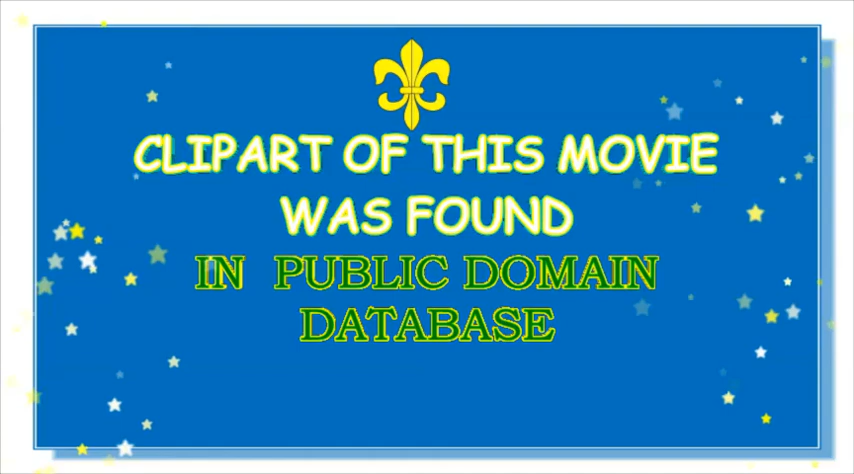 CLIPART OF THIS MOVIE
WAS FOUND
IN PUBLIC DOMAIN
DATABASE